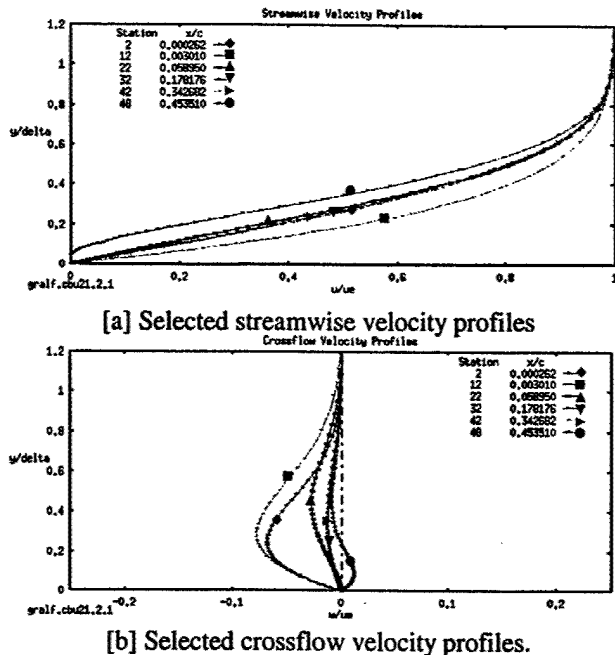 Streamwise Velocity Profiles
Station x/c
2 0.000262
12 0.003010
22 0.058950
32 0.178176
42 0.342682
48 0.453510
1.2
1
0.8
0.6
0.4
0.2
0
y/delta
0 0.2 0.4 0.6 0.8 1
u/ue
gralf.cbu21.2.1
[a] Selected streamwise velocity profiles
Crossflow Velocity Profiles
Station x/c
2 0.000262
12 0.003010
22 0.058950
32 0.178176
42 0.342682
48 0.453510
1.2
1
0.8
0.6
0.4
0.2
0
y/delta
-0.2 -0.1 0 0.1 0.2
w/ue
gralf.cbu21.2.1
[b] Selected crossflow velocity profiles.